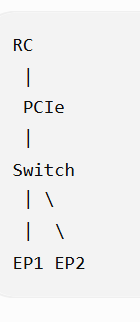 RC
|
PCIe
|
Switch
| \
|  \
EP1 EP2